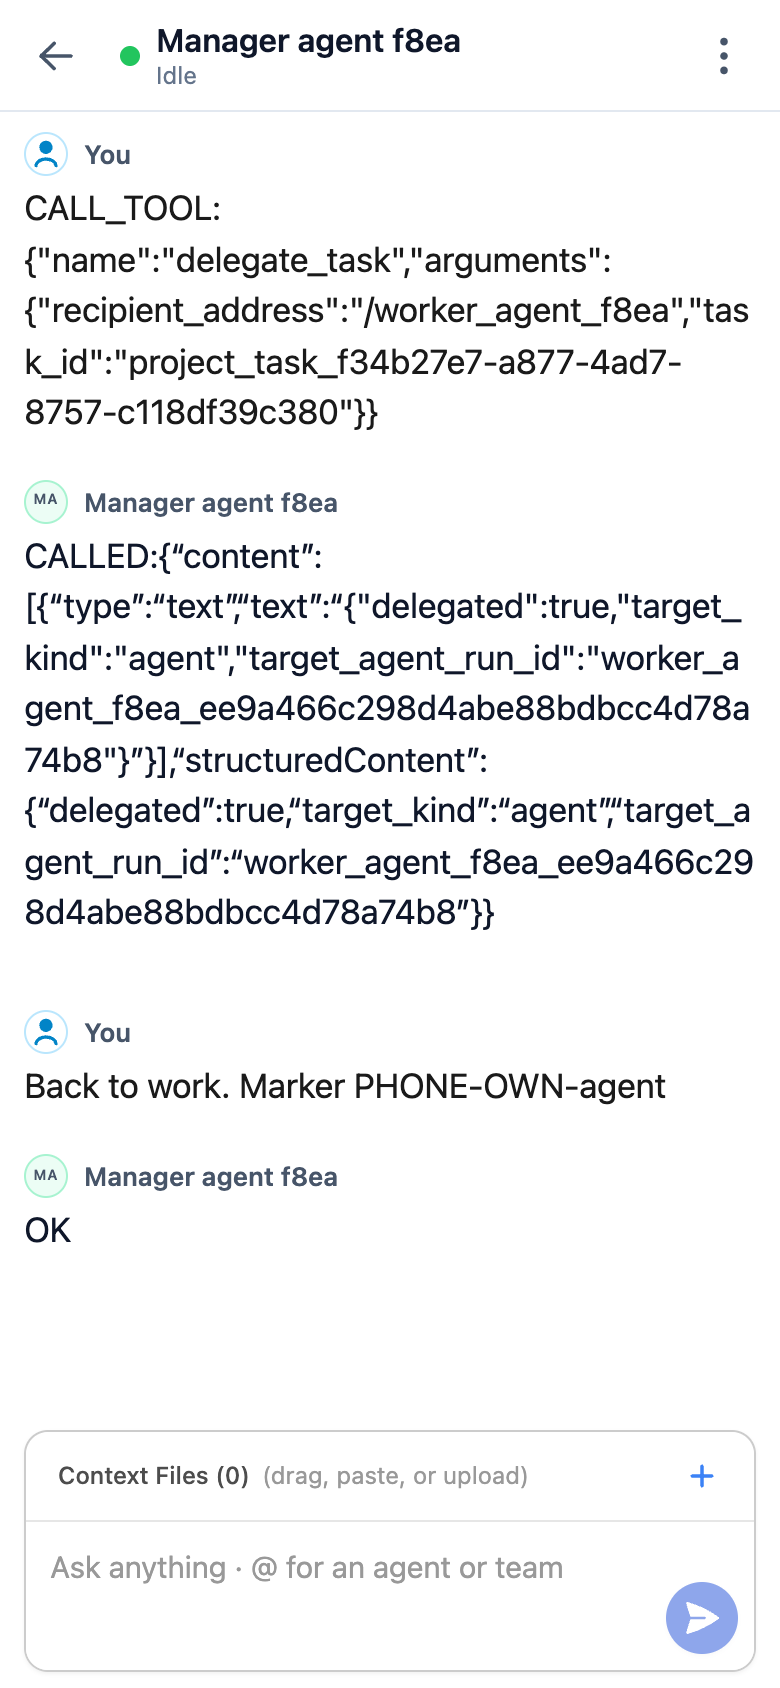 Manager agent f8ea
Idle
You
CALL_TOOL:
{"name":"delegate_task","arguments":
{"recipient_address":"/worker_agent_f8ea","tas
k_id":"project_task_f34b27e7-a877-4ad7-
8757-c118df39c380"}}
MA Manager agent f8ea
CALLED:{“content”:
[{“type”:“text”,“text”:“{"delegated":true,"target_
kind":"agent","target_agent_run_id":"worker_a
gent_f8ea_ee9a466c298d4abe88bdbcc4d78a
74b8"}”}],“structuredContent”:
{“delegated”:true,“target_kind”:“agent”,“target_a
gent_run_id”:“worker_agent_f8ea_ee9a466c29
8d4abe88bdbcc4d78a74b8”}}
You
Back to work. Marker PHONE-OWN-agent
MA Manager agent f8ea
OK
Context Files (0) (drag, paste, or upload)
Ask anything · @ for an agent or team